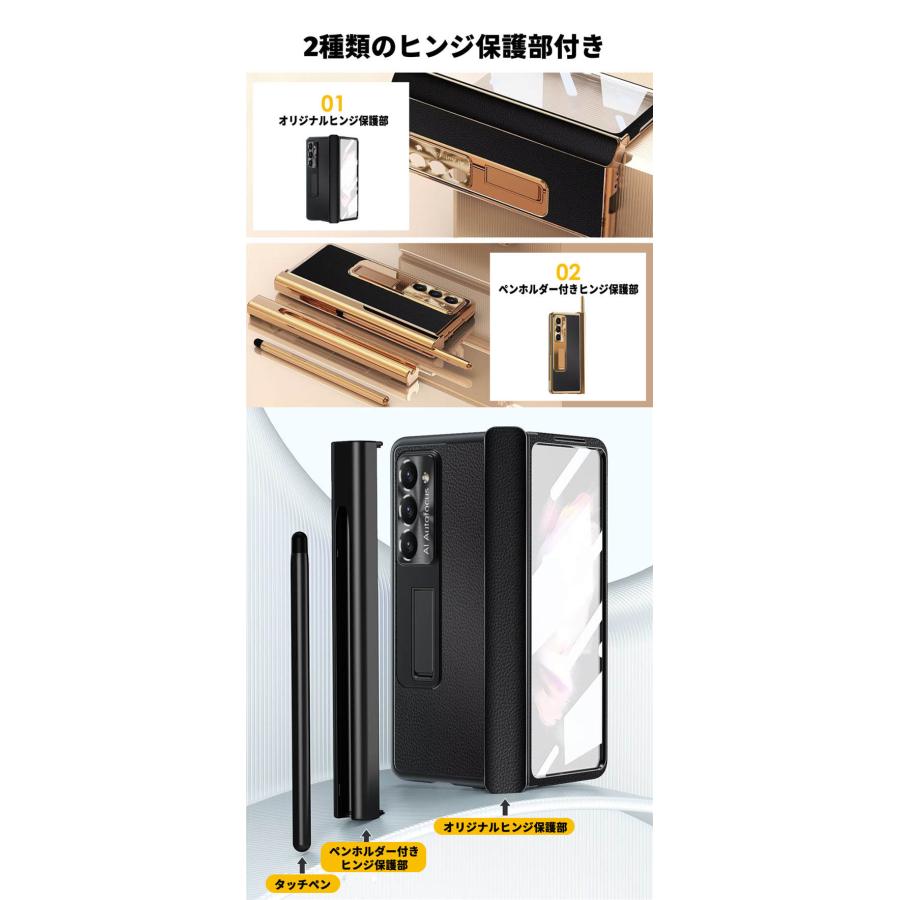 2種類のヒンジ保護部付き
01
オリジナルヒンジ保護部
02
ペンホルダー付きヒンジ保護部
AI Autofocus
オリジナルヒンジ保護部
ペンホルダー付き
ヒンジ保護部
タッチペン